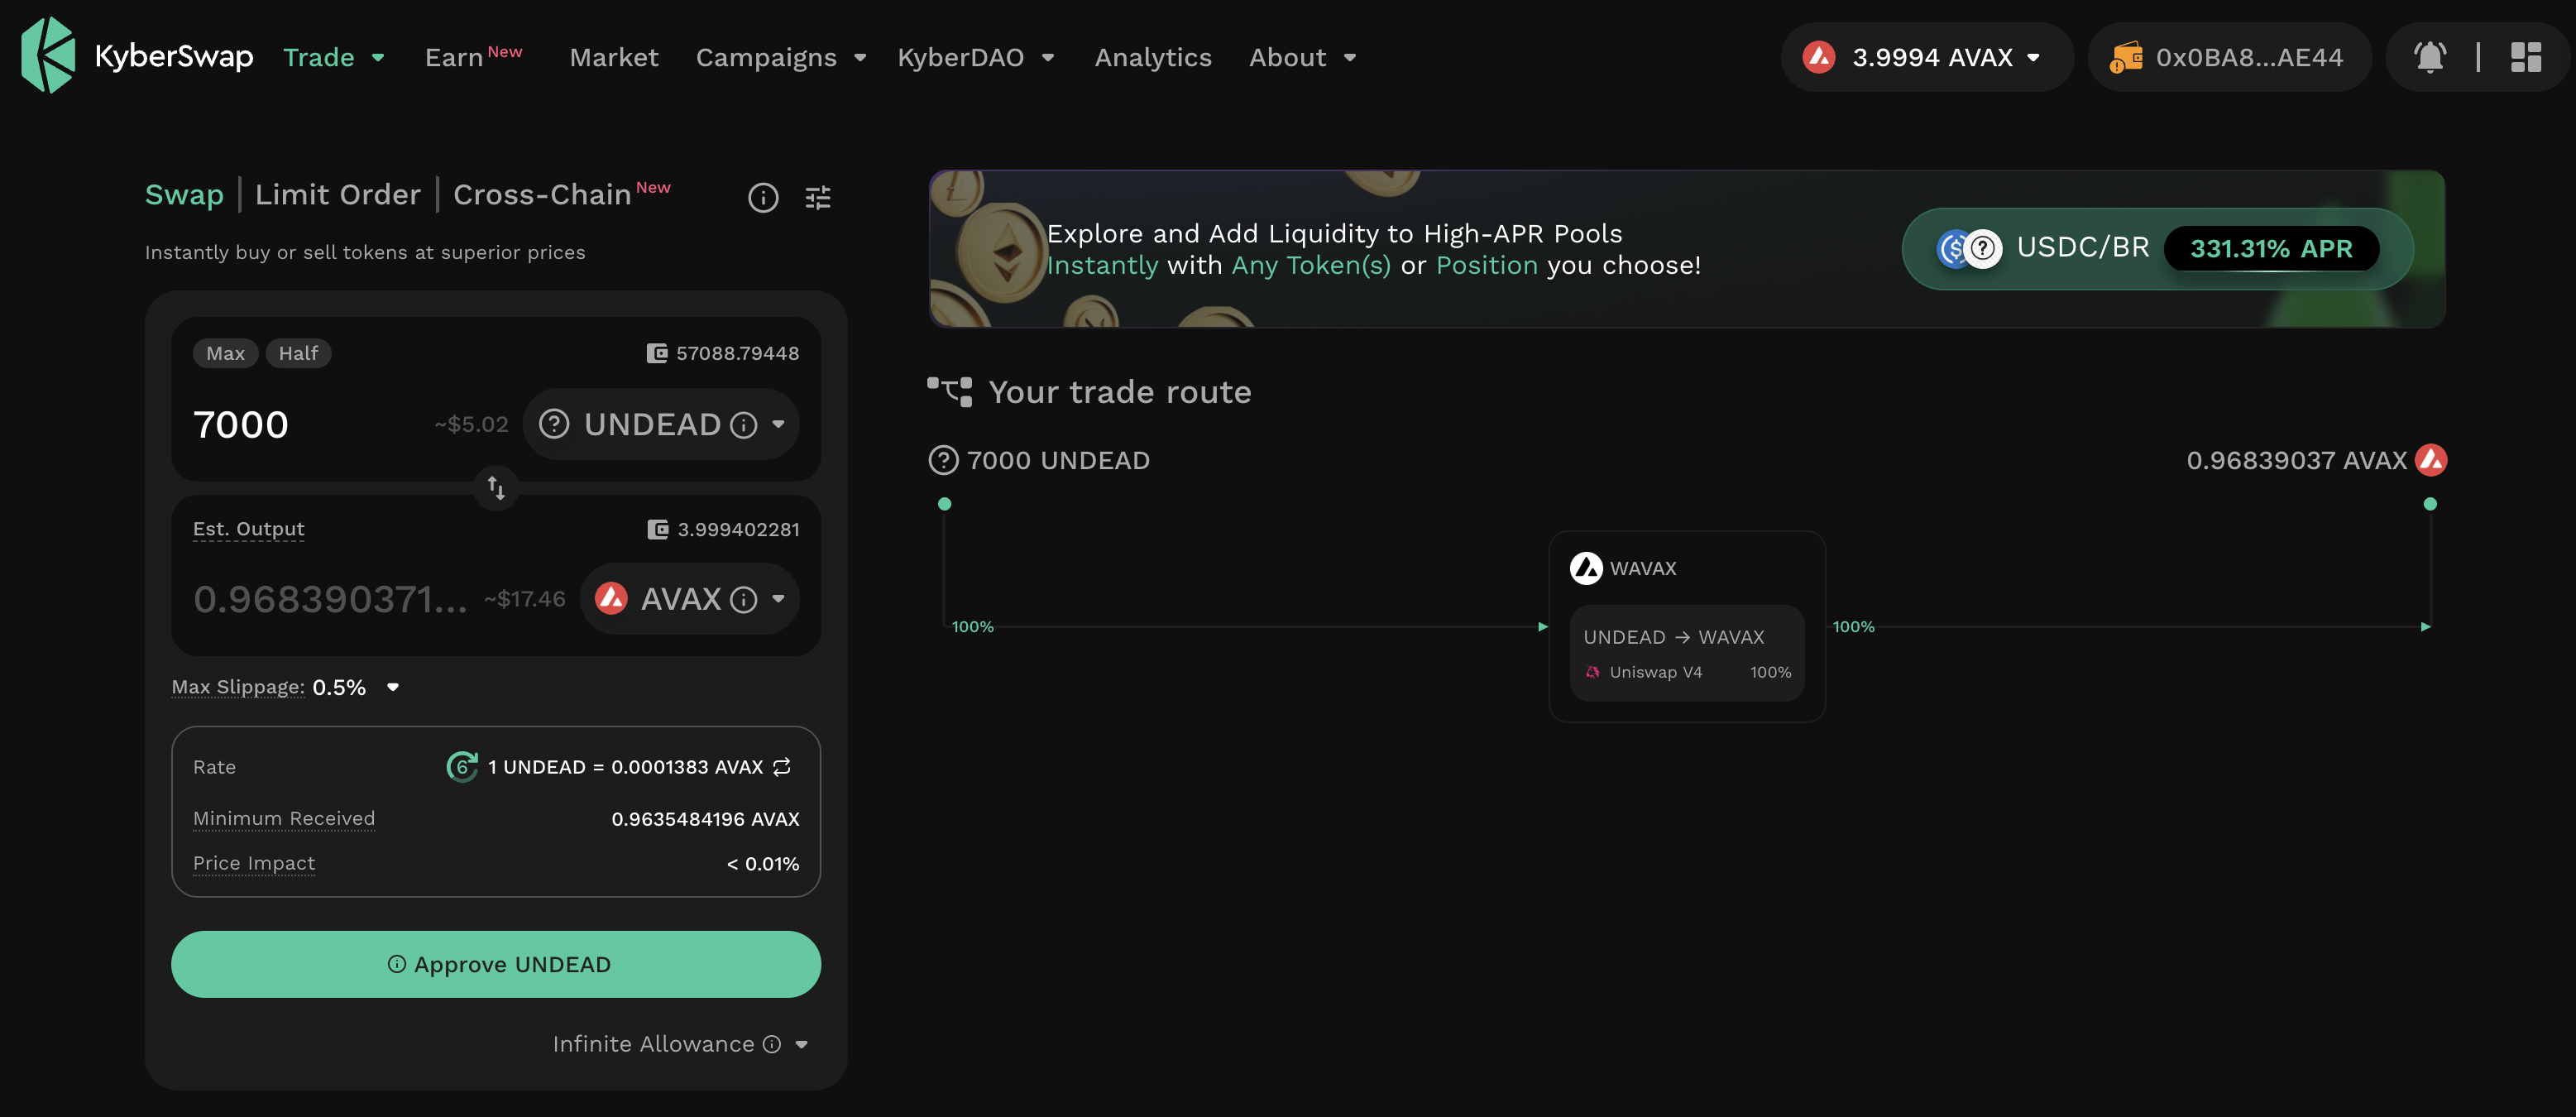 KyberSwap Trade Earn New Market Campaigns KyberDAO Analytics About 3.9994 AVAX 0x0BA8...AE44
Swap | Limit Order | Cross-Chain New
Instantly buy or sell tokens at superior prices
Max Half 57088.79448
7000 ~$5.02 UNDEAD
Est. Output 3.999402281
0.968390371... ~$17.46 AVAX
Max Slippage: 0.5%
Rate 6 1 UNDEAD = 0.0001383 AVAX
Minimum Received 0.9635484196 AVAX
Price Impact < 0.01%
Approve UNDEAD
Infinite Allowance
Explore and Add Liquidity to High-APR Pools
Instantly with Any Token(s) or Position you choose!
USDC/BR 331.31% APR
Your trade route
7000 UNDEAD 0.96839037 AVAX
WAVAX
100% 100%
UNDEAD → WAVAX
Uniswap V4 100%